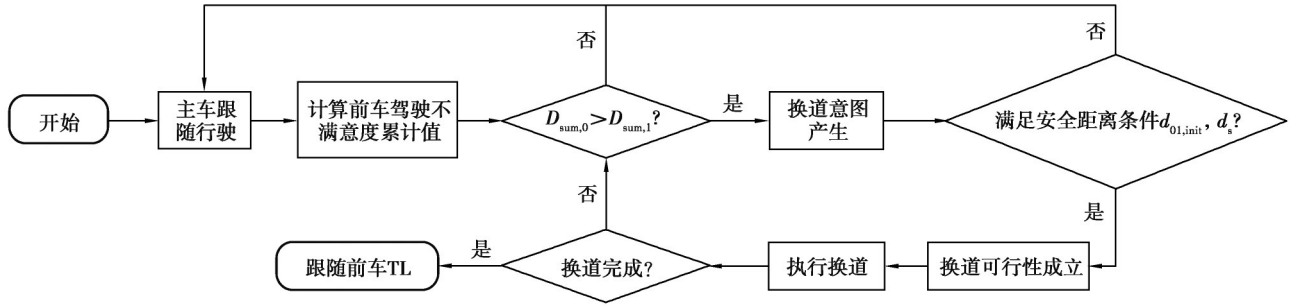 否
否
开始
主车跟
随行驶
计算前车驾驶不
满意度累计值
D_sum,0>D_sum,1?
是
换道意图
产生
满足安全距离条件d_01,init, d_s?
否
是
跟随前车TL
是
换道完成?
执行换道
换道可行性成立